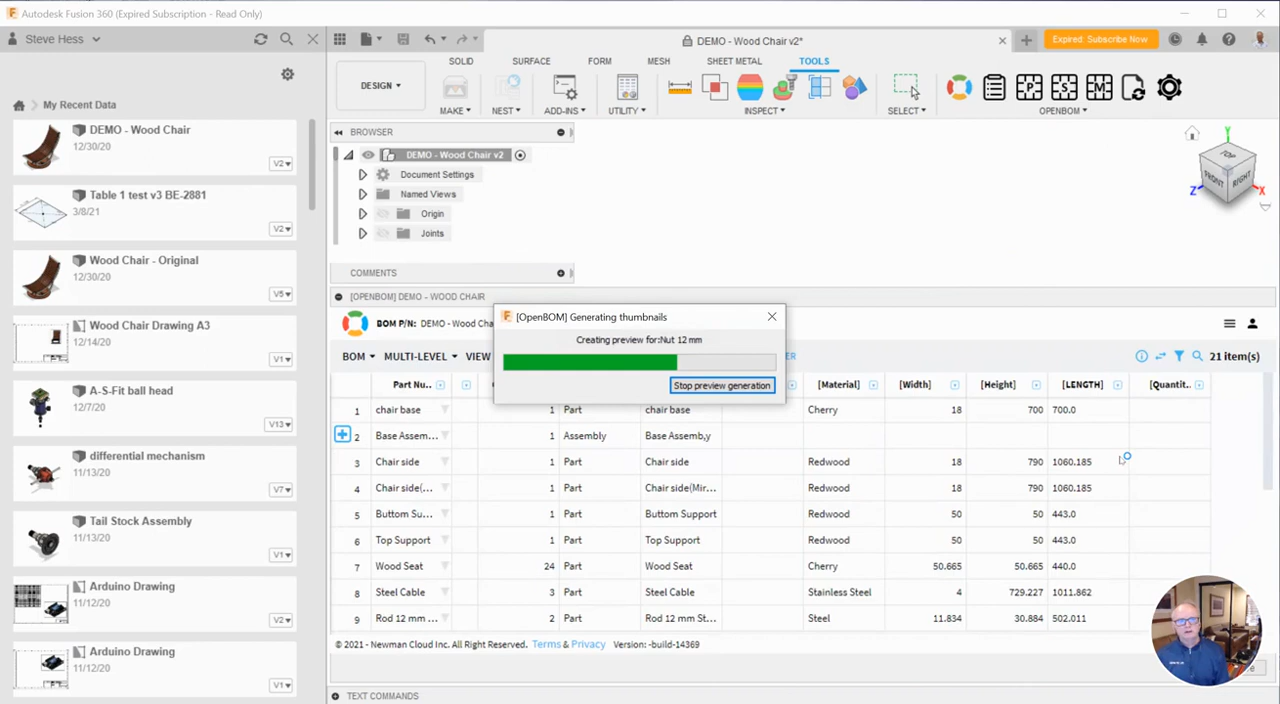 Autodesk Fusion 360 (Expired Subscription - Read Only)
Steve Hess
DEMO - Wood Chair v2*
Expired: Subscribe Now
DESIGN
SOLID SURFACE FORM MESH SHEET METAL TOOLS
MAKE NEST ADD-INS UTILITY INSPECT SELECT OPENBOM
P S M
My Recent Data
DEMO - Wood Chair
12/30/20
V2
Table 1 test v3 BE-2881
3/8/21
V2
Wood Chair - Original
12/30/20
V5
Wood Chair Drawing A3
12/14/20
V1
A-S-Fit ball head
12/7/20
V13
differential mechanism
11/13/20
V7
Tail Stock Assembly
11/13/20
V1
Arduino Drawing
11/12/20
V2
Arduino Drawing
11/12/20
V1
BROWSER
DEMO - Wood Chair v2
Document Settings
Named Views
Origin
Joints
COMMENTS
Y
TOP
FRONT RIGHT
Z X
[OPENBOM] DEMO - WOOD CHAIR
BOM P/N: DEMO - Wood Cha
[OpenBOM] Generating thumbnails
Creating preview for:Nut 12 mm
Stop preview generation
BOM MULTI-LEVEL VIEW
21 item(s)
Part Nu... [Material] [Width] [Height] [LENGTH] [Quantit..
1 chair base 1 Part chair base Cherry 18 700 700.0
2 Base Assem... 1 Assembly Base Assemb,y
3 Chair side 1 Part Chair side Redwood 18 790 1060.185
4 Chair side(... 1 Part Chair side(Mir... Redwood 18 790 1060.185
5 Buttom Su... 1 Part Buttom Support Redwood 50 50 443.0
6 Top Support 1 Part Top Support Redwood 50 50 443.0
7 Wood Seat 24 Part Wood Seat Cherry 50.665 50.665 440.0
8 Steel Cable 3 Part Steel Cable Stainless Steel 4 729.227 1011.862
9 Rod 12 mm ... 2 Part Rod 12 mm St... Steel 11.834 30.884 502.011
© 2021 - Newman Cloud Inc. All Right Reserved. Terms & Privacy Version: -build-14369
TEXT COMMANDS